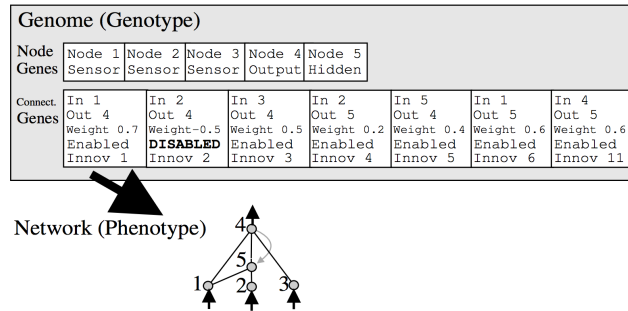 Genome (Genotype)
Node Genes
Node 1 Sensor
Node 2 Sensor
Node 3 Sensor
Node 4 Output
Node 5 Hidden
Connect. Genes
In 1
Out 4
Weight 0.7
Enabled
Innov 1
In 2
Out 4
Weight-0.5
DISABLED
Innov 2
In 3
Out 4
Weight 0.5
Enabled
Innov 3
In 2
Out 5
Weight 0.2
Enabled
Innov 4
In 5
Out 4
Weight 0.4
Enabled
Innov 5
In 1
Out 5
Weight 0.6
Enabled
Innov 6
In 4
Out 5
Weight 0.6
Enabled
Innov 11
Network (Phenotype)
4
5
1
2
3